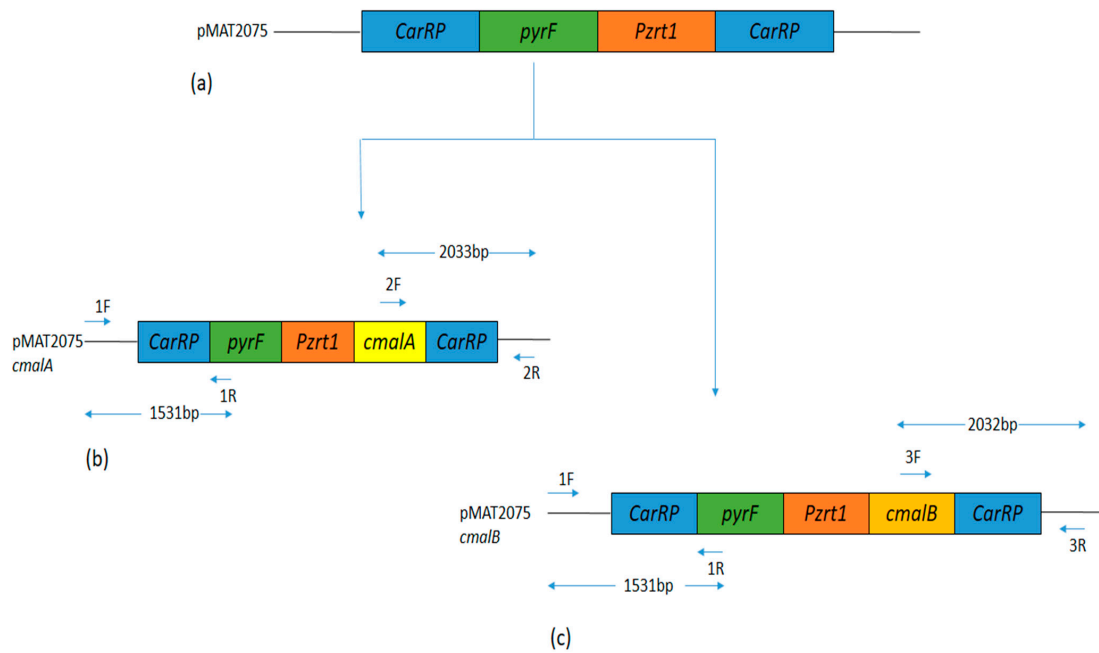 pMAT2075 CarRP pyrF Pzrt1 CarRP
(a)
2033bp
2F
1F
pMAT2075 CarRP pyrF Pzrt1 cmalA CarRP
cmalA
1R
2R
1531bp
(b)
2032bp
3F
1F
pMAT2075 CarRP pyrF Pzrt1 cmalB CarRP
cmalB
1R
3R
1531bp
(c)